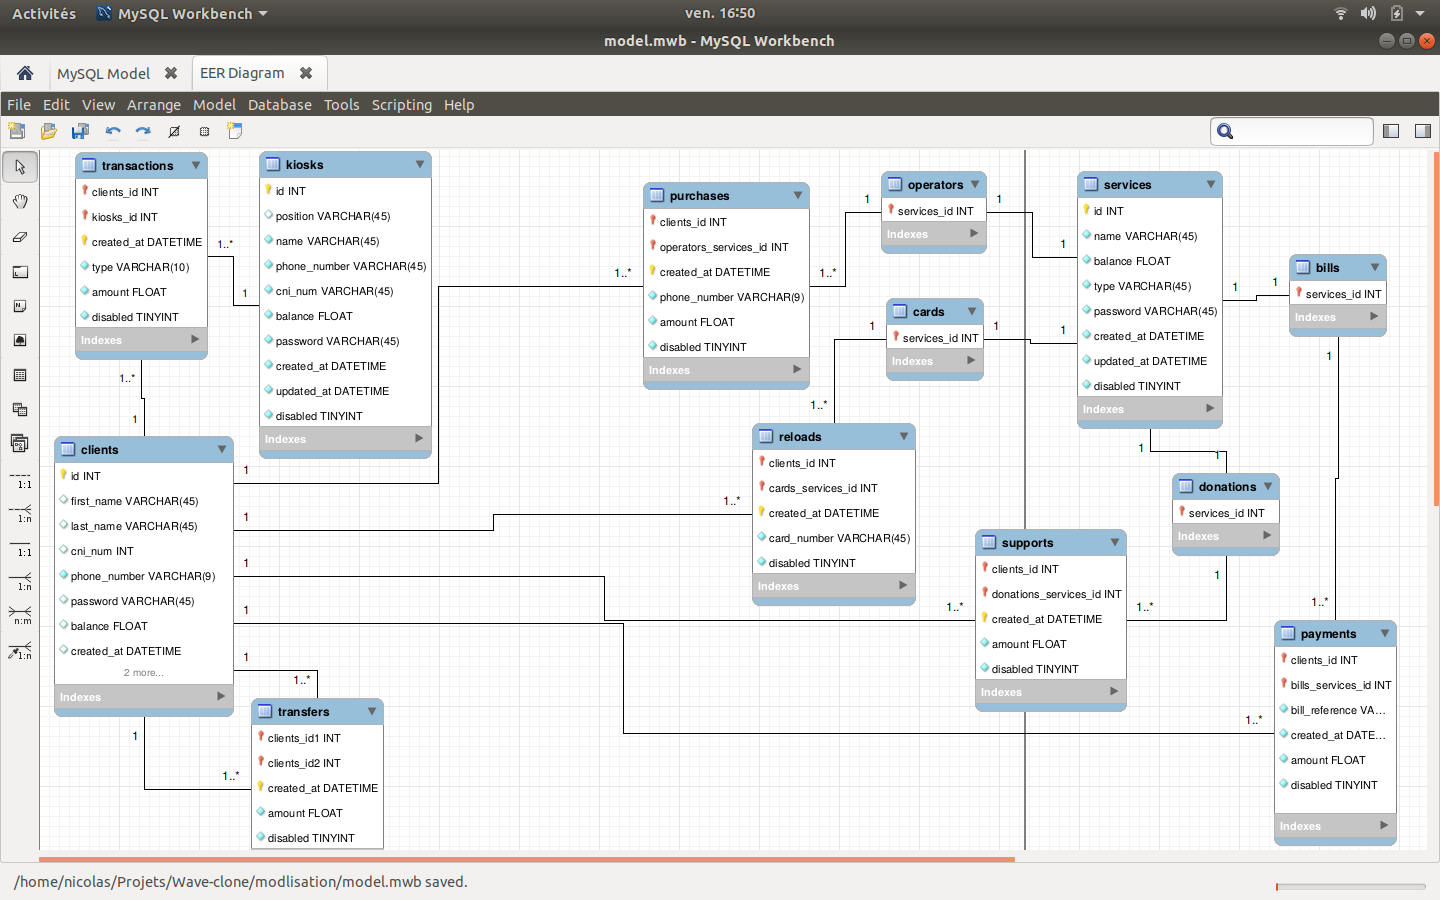 Activités
MySQL Workbench
ven. 16:50
model.mwb - MySQL Workbench
MySQL Model
EER Diagram
File Edit View Arrange Model Database Tools Scripting Help
transactions
clients_id INT
kiosks_id INT
created_at DATETIME
type VARCHAR(10)
amount FLOAT
disabled TINYINT
Indexes
kiosks
id INT
position VARCHAR(45)
name VARCHAR(45)
phone_number VARCHAR(45)
cni_num VARCHAR(45)
balance FLOAT
password VARCHAR(45)
created_at DATETIME
updated_at DATETIME
disabled TINYINT
Indexes
1..*
1
1..*
1
purchases
clients_id INT
operators_services_id INT
created_at DATETIME
phone_number VARCHAR(9)
amount FLOAT
disabled TINYINT
Indexes
1..*
1..*
1
operators
services_id INT
Indexes
1
1
cards
services_id INT
Indexes
1
1
1
1..*
services
id INT
name VARCHAR(45)
balance FLOAT
type VARCHAR(45)
password VARCHAR(45)
created_at DATETIME
updated_at DATETIME
disabled TINYINT
Indexes
1
1
bills
services_id INT
Indexes
1
1..*
1
1
clients
id INT
first_name VARCHAR(45)
last_name VARCHAR(45)
cni_num INT
phone_number VARCHAR(9)
password VARCHAR(45)
balance FLOAT
created_at DATETIME
2 more...
Indexes
1
1
1
1
1
1..*
1
1..*
reloads
clients_id INT
cards_services_id INT
created_at DATETIME
card_number VARCHAR(45)
disabled TINYINT
Indexes
1..*
donations
services_id INT
Indexes
1
supports
clients_id INT
donations_services_id INT
created_at DATETIME
amount FLOAT
disabled TINYINT
Indexes
1..*
1..*
payments
clients_id INT
bills_services_id INT
bill_reference VA...
created_at DATE...
amount FLOAT
disabled TINYINT
Indexes
1..*
transfers
clients_id1 INT
clients_id2 INT
created_at DATETIME
amount FLOAT
disabled TINYINT
1:1
1:n
1:1
1:n
n:m
1:n
/home/nicolas/Projets/Wave-clone/modlisation/model.mwb saved.